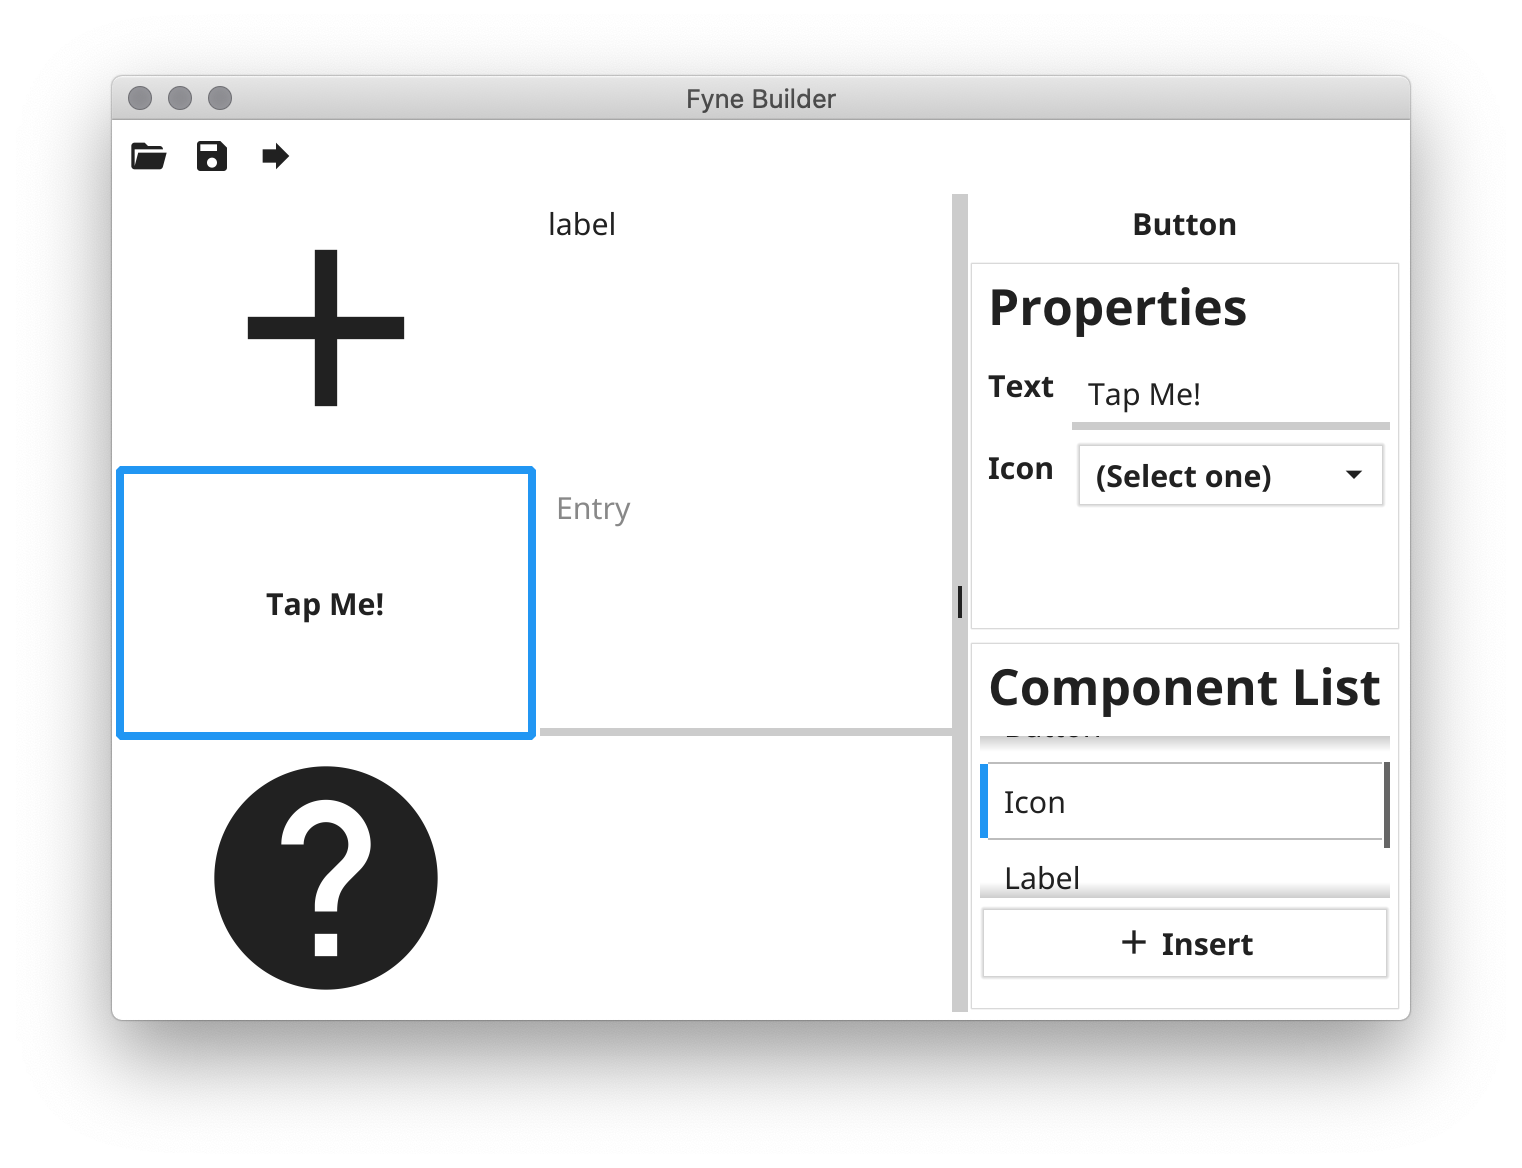 Fyne Builder
label
Tap Me!
Entry
Button
Properties
Text Tap Me!
Icon (Select one)
Component List
Icon
Label
+ Insert